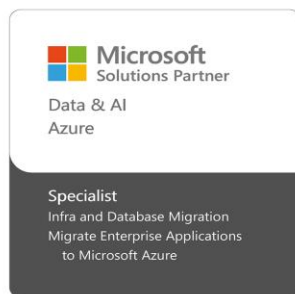 Microsoft
Solutions Partner
Data & AI
Azure
Specialist
Infra and Database Migration
Migrate Enterprise Applications
to Microsoft Azure